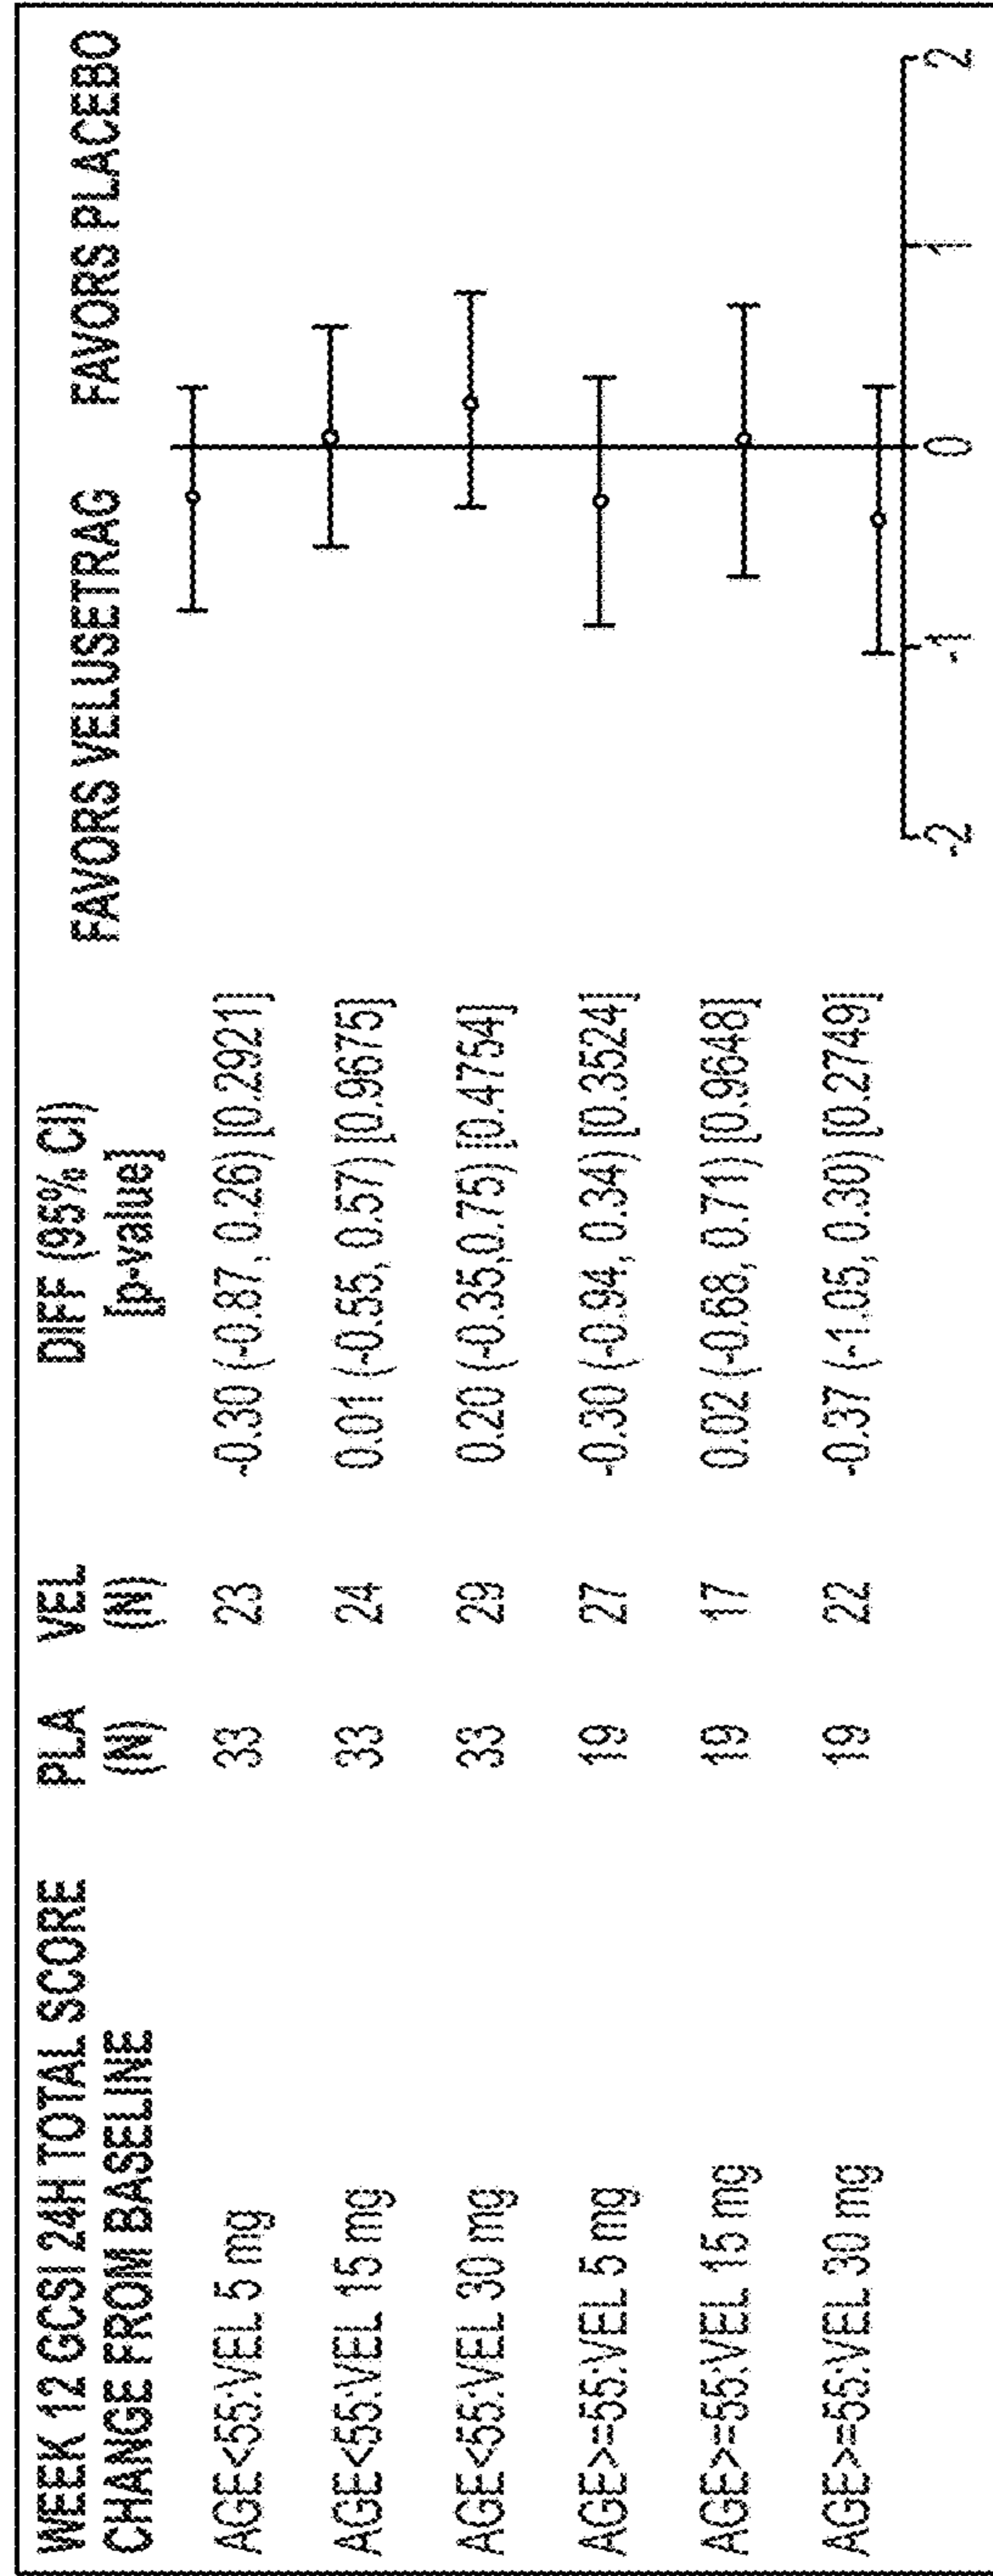 WEEK 12 GCSI 24H TOTAL SCORE PLA VEL DIFF (95% CI) FAVORS VELUSETRAG FAVORS PLACEBO
CHANGE FROM BASELINE (N) (N) [p-value]
AGE<55:VEL 5 mg 33 23 -0.30 (-0.87, 0.26) [0.2921]
AGE<55:VEL 15 mg 33 24 0.01 (-0.55, 0.57) [0.9675]
AGE<55:VEL 30 mg 33 29 0.20 (-0.35,0.75) [0.4754]
AGE>=55:VEL 5 mg 19 27 -0.30 (-0.94, 0.34) [0.3524]
AGE>=55:VEL 15 mg 19 17 0.02 (-0.68, 0.71) [0.9648]
AGE>=55:VEL 30 mg 19 22 -0.37 (-1.05, 0.30) [0.2749]
-2 -1 0 1 2